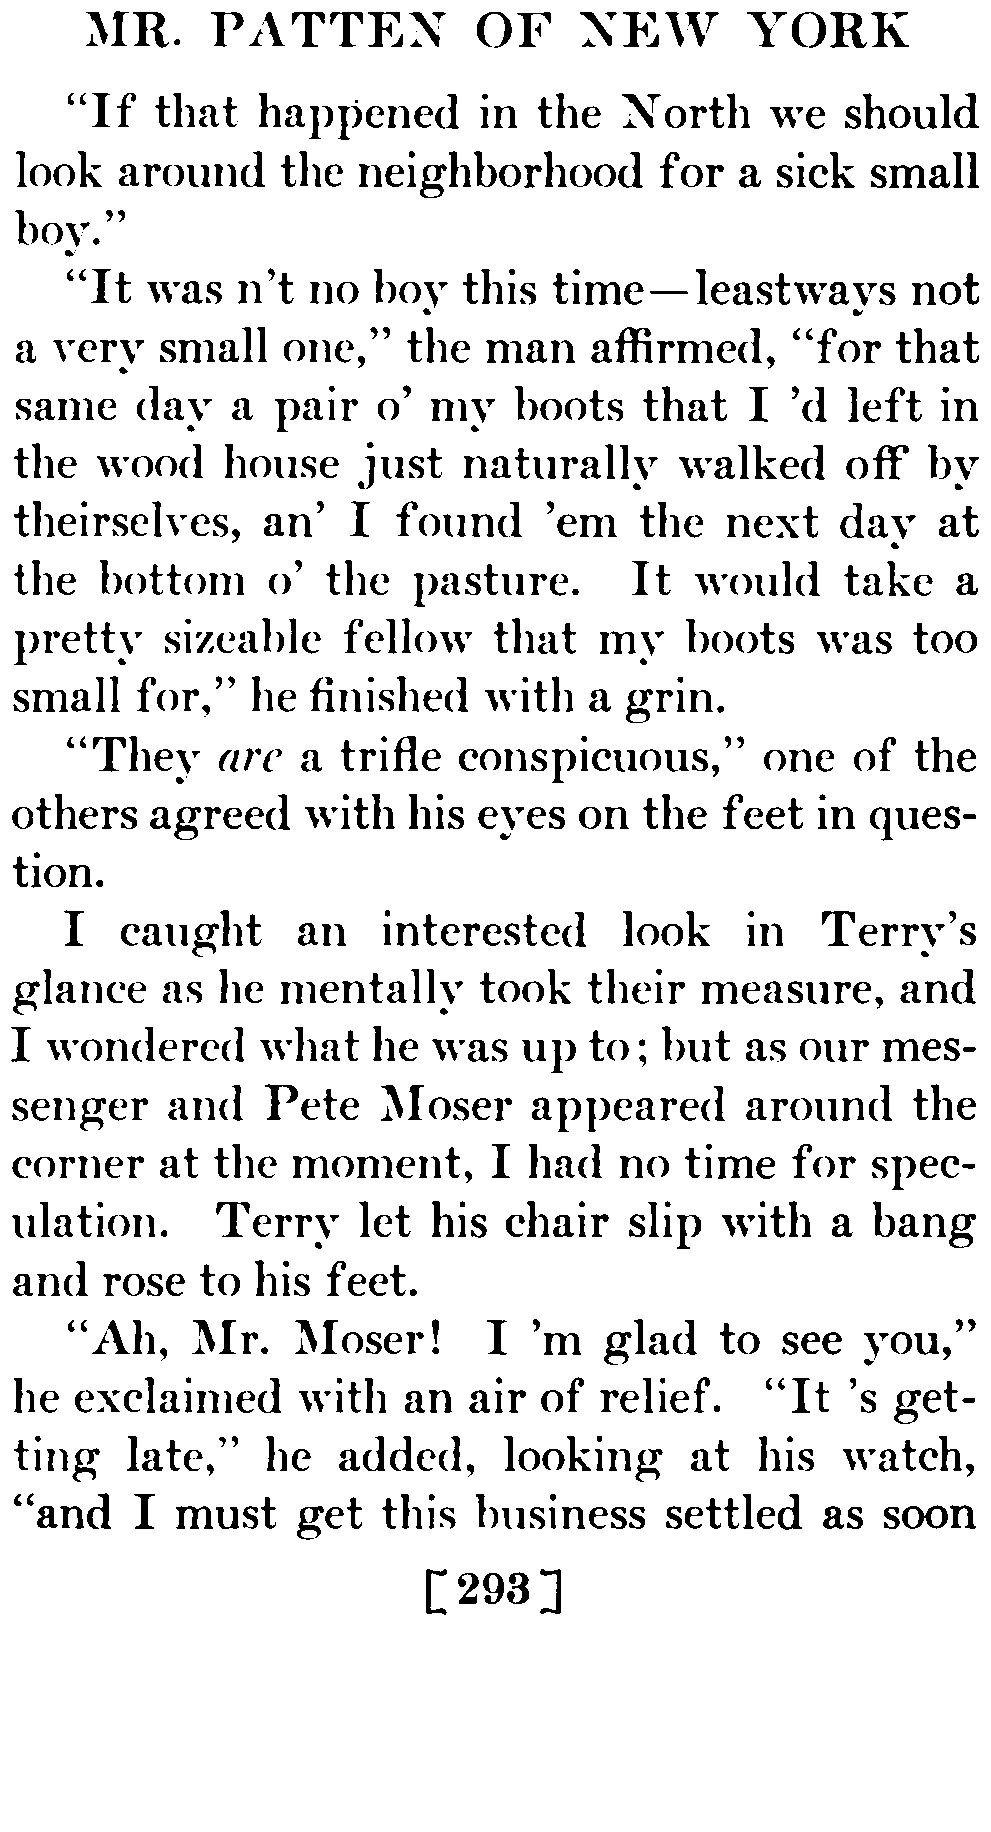 MR. PATTEN OF NEW YORK
“If that happened in the North we should
look around the neighborhood for a sick small
boy.”
“It was n’t no boy this time—leastways not
a very small one,” the man affirmed, “for that
same day a pair o’ my boots that I ’d left in
the wood house just naturally walked off by
theirselves, an’ I found ’em the next day at
the bottom o’ the pasture. It would take a
pretty sizeable fellow that my boots was too
small for,” he finished with a grin.
“They are a trifle conspicuous,” one of the
others agreed with his eyes on the feet in ques-
tion.
I caught an interested look in Terry’s
glance as he mentally took their measure, and
I wondered what he was up to; but as our mes-
senger and Pete Moser appeared around the
corner at the moment, I had no time for spec-
ulation. Terry let his chair slip with a bang
and rose to his feet.
“Ah, Mr. Moser! I ’m glad to see you,”
he exclaimed with an air of relief. “It ’s get-
ting late,” he added, looking at his watch,
“and I must get this business settled as soon
[293]